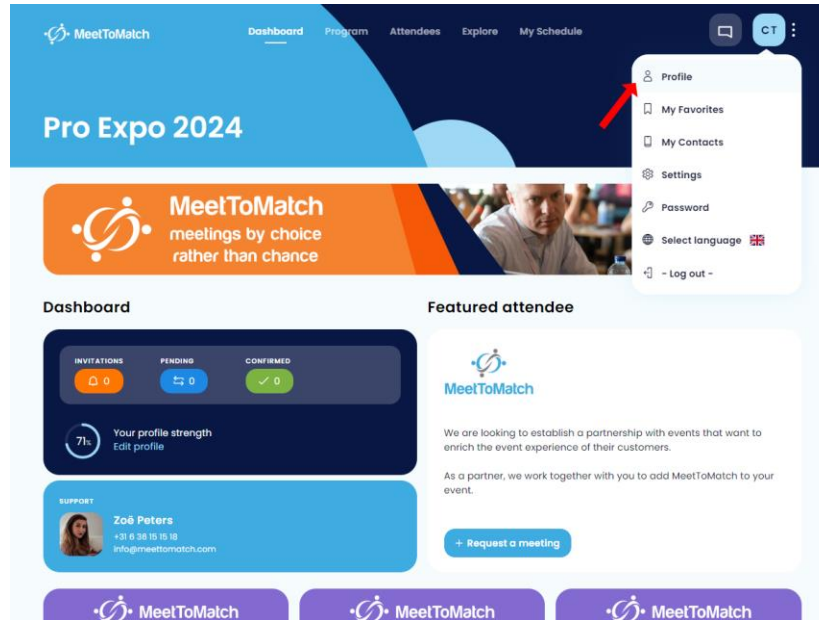 MeetToMatch
Dashboard Program Attendees Explore My Schedule
CT
Profile
My Favorites
My Contacts
Settings
Password
Select language
- Log out -
Pro Expo 2024
MeetToMatch
meetings by choice
rather than chance
Dashboard
INVITATIONS PENDING CONFIRMED
0 0 0
71%
Your profile strength
Edit profile
SUPPORT
Zoë Peters
+31 6 36 15 15 18
info@meettomatch.com
Featured attendee
MeetToMatch
We are looking to establish a partnership with events that want to
enrich the event experience of their customers.
As a partner, we work together with you to add MeetToMatch to your
event.
+ Request a meeting
MeetToMatch MeetToMatch MeetToMatch